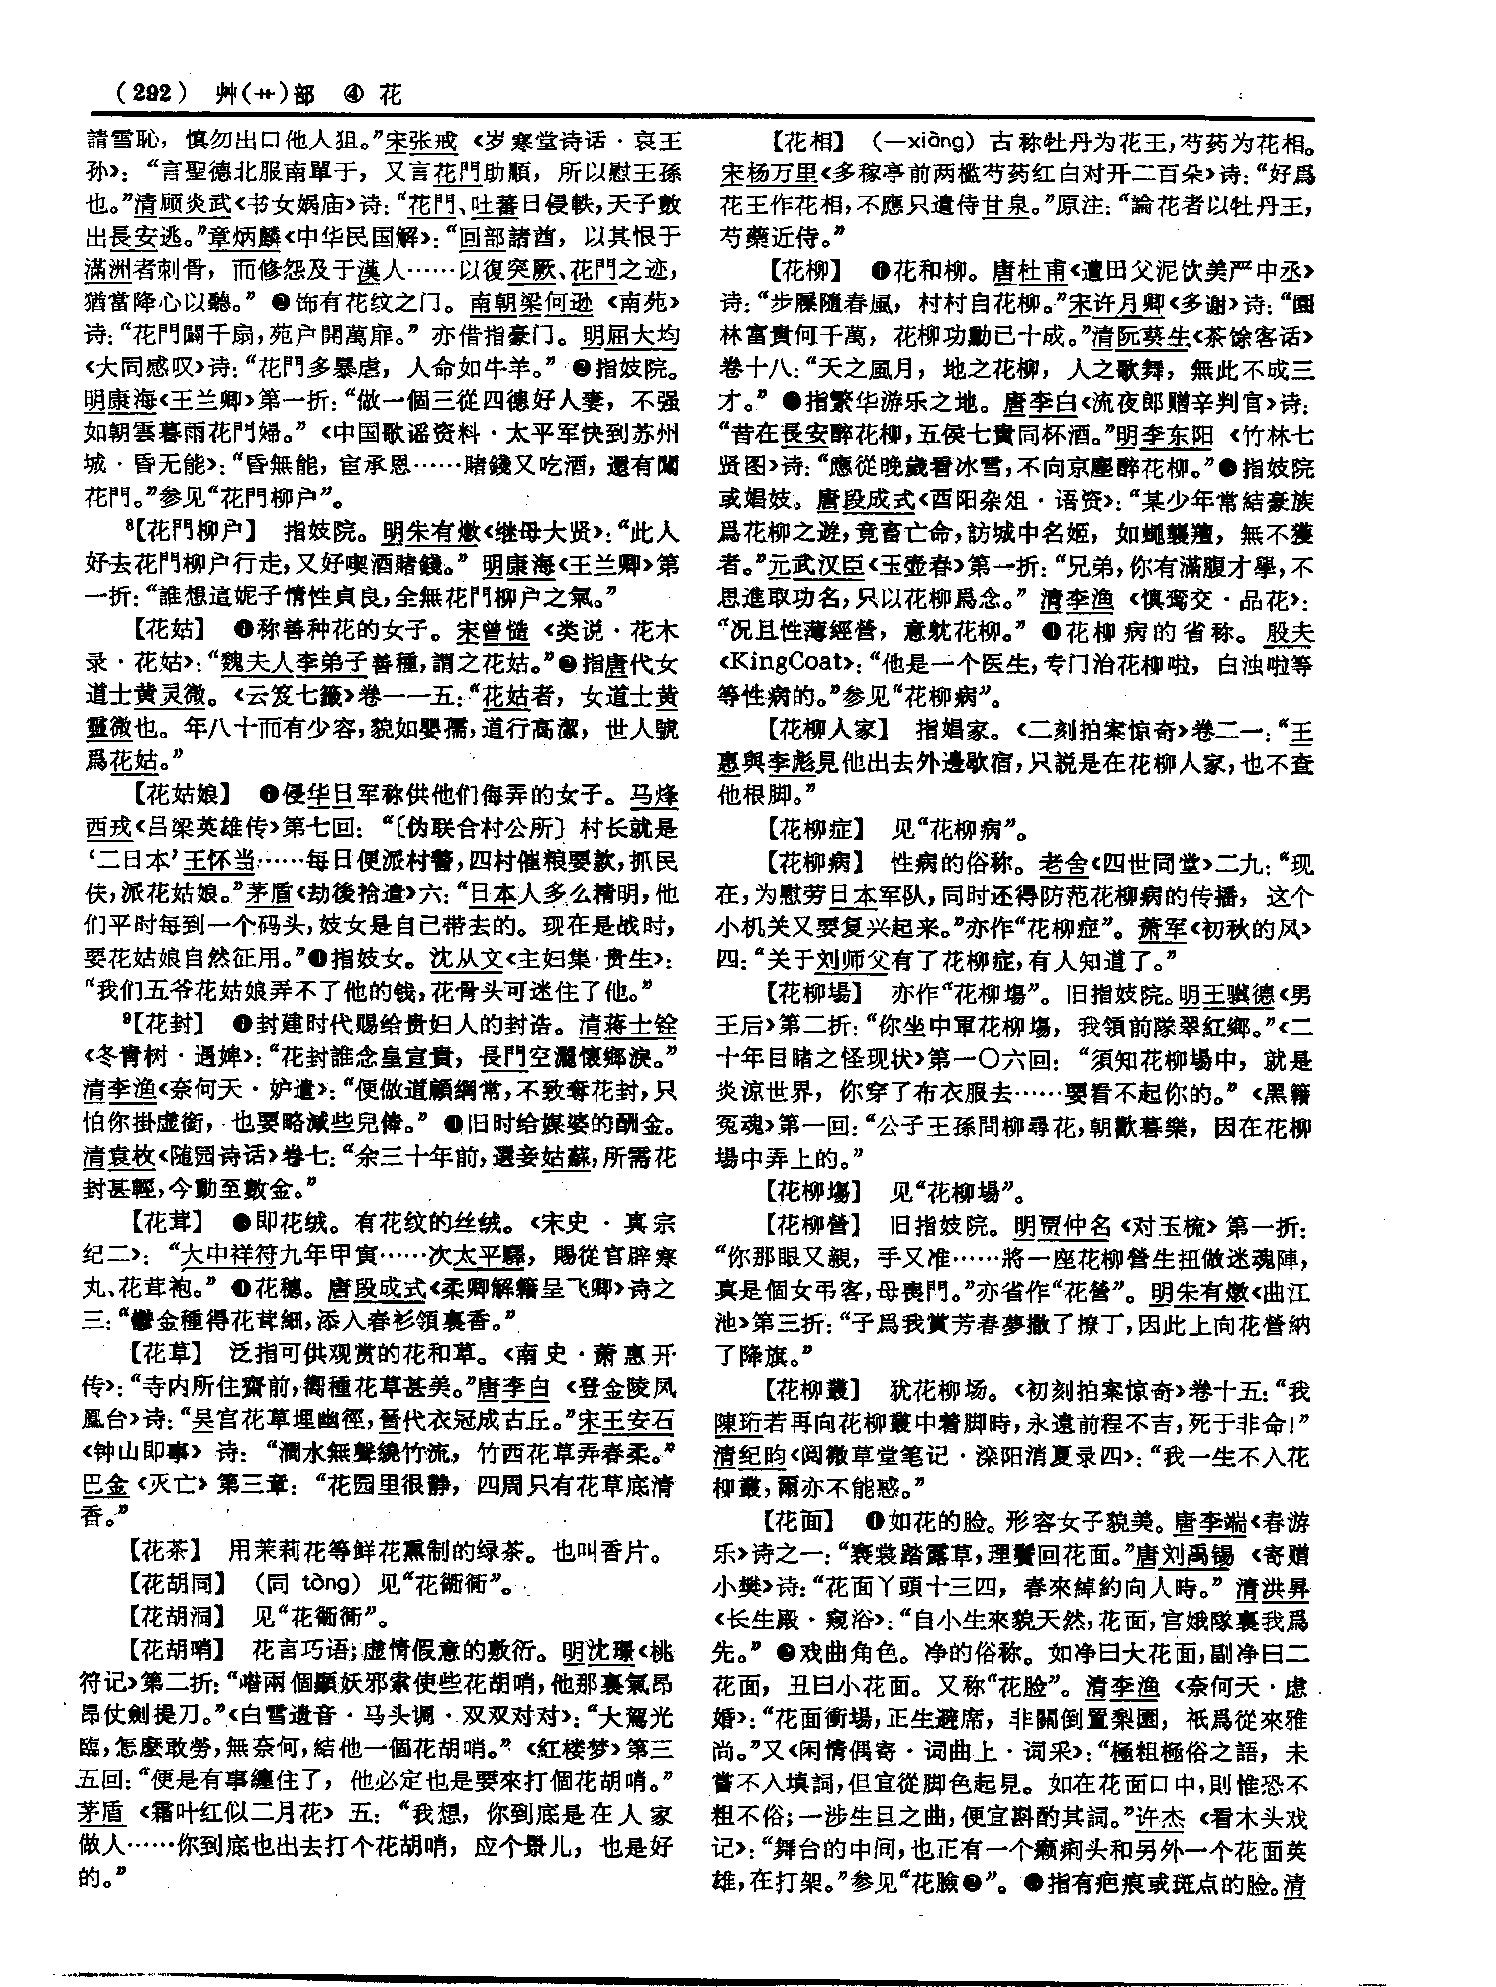 (292) 艸(艹)部 ④ 花
請雪恥，慎勿出口他人狙。”宋张戒《岁寒堂诗话·哀王
孙》：“言聖德北服南單于，又言花門助順，所以慰王孫
也。”清顾炎武《书女娲庙》诗：“花門、吐蕃日侵軼，天子數
出長安逃。”章炳麟《中华民国解》：“回部諸酋，以其恨于
滿洲者刺骨，而修怨及于漢人……以復突厥、花門之迹，
猶當降心以聽。” ❷饰有花纹之门。南朝梁何逊《南苑》
诗：“花門闢千扇，苑户開萬扉。”亦借指豪门。明屈大均
《大同感叹》诗：“花門多暴虐，人命如牛羊。” ❸指妓院。
明康海《王兰卿》第一折：“做一個三從四德好人妻，不强
如朝雲暮雨花門婦。”《中国歌谣资料·太平军快到苏州
城·昏无能》：“昏無能，宦承恩……賭錢又吃酒，還有闖
花門。”参见“花門柳户”。
8【花門柳户】 指妓院。明朱有燉《继母大贤》：“此人
好去花門柳户行走，又好喫酒賭錢。”明康海《王兰卿》第
一折：“誰想這妮子情性貞良，全無花門柳户之氣。”
【花姑】 ❶称善种花的女子。宋曾慥《类说·花木
录·花姑》：“魏夫人李弟子善種，謂之花姑。”❷指唐代女
道士黄灵微。《云笈七籤》卷一一五：“花姑者，女道士黄
靈微也。年八十而有少容，貌如嬰孺，道行高潔，世人號
爲花姑。”
【花姑娘】 ❶侵华日军称供他们侮弄的女子。马烽
西戎《吕梁英雄传》第七回：“〔伪联合村公所〕村长就是
‘二日本’王怀当……每日便派村警，四村催粮要款，抓民
伕，派花姑娘。”茅盾《劫後拾遺》六：“日本人多么精明，他
们平时每到一个码头，妓女是自己带去的。现在是战时，
要花姑娘自然征用。”❷指妓女。沈从文《主妇集·贵生》：
“我们五爷花姑娘弄不了他的钱，花骨头可迷住了他。”
9【花封】 ❶封建时代赐给贵妇人的封诰。清蒋士铨
《冬青树·遇婢》：“花封誰念皇宣貴，長門空灑懷鄉淚。”
清李渔《奈何天·妒遣》：“便做道顧綱常，不致奪花封，只
怕你掛虚銜，也要略減些兒俸。” ❷旧时给媒婆的酬金。
清袁枚《随园诗话》卷七：“余三十年前，選妾姑蘇，所需花
封甚輕，今動至數金。”
【花茸】 ❶即花绒。有花纹的丝绒。《宋史·真宗
纪二》：“大中祥符九年甲寅……次太平驛，賜從官辟寒
丸、花茸袍。” ❷花穗。唐段成式《柔卿解籍呈飞卿》诗之
三：“鬱金種得花茸細，添入春衫領裏香。”
【花草】 泛指可供观赏的花和草。《南史·萧惠开
传》：“寺内所住齋前，嚮種花草甚美。”唐李白《登金陵凤
凰台》诗：“吴宫花草埋幽徑，晉代衣冠成古丘。”宋王安石
《钟山即事》诗：“澗水無聲繞竹流，竹西花草弄春柔。”
巴金《灭亡》第三章：“花园里很静，四周只有花草底清
香。”
【花茶】 用茉莉花等鲜花熏制的绿茶。也叫香片。
【花胡同】 (同 tòng) 见“花衚衕”。
【花胡洞】 见“花衚衕”。
【花胡哨】 花言巧语；虚情假意的敷衍。明沈璟《桃
符记》第二折：“喒兩個顯妖邪索使些花胡哨，他那裏氣昂
昂仗劍提刀。”《白雪遗音·马头调·双双对对》：“大駕光
臨，怎麽敢勞，無奈何，結他一個花胡哨。”《紅楼梦》第三
五回：“便是有事纏住了，他必定也是要來打個花胡哨。”
茅盾《霜叶红似二月花》五：“我想，你到底是在人家
做人……你到底也出去打个花胡哨，应个景儿，也是好
的。”
【花相】 (—xiàng) 古称牡丹为花王，芍药为花相。
宋杨万里《多稼亭前两槛芍药红白对开二百朵》诗：“好爲
花王作花相，不應只遣侍甘泉。”原注：“論花者以牡丹王，
芍藥近侍。”
【花柳】 ❶花和柳。唐杜甫《遭田父泥饮美严中丞》
诗：“步屧隨春風，村村自花柳。”宋许月卿《多谢》诗：“園
林富貴何千萬，花柳功勳已十成。”清阮葵生《茶馀客话》
卷十八：“天之風月，地之花柳，人之歌舞，無此不成三
才。” ❷指繁华游乐之地。唐李白《流夜郎赠辛判官》诗：
“昔在長安醉花柳，五侯七貴同杯酒。”明李东阳《竹林七
贤图》诗：“應從晚歲看冰雪，不向京塵醉花柳。”❸指妓院
或娼妓。唐段成式《酉阳杂俎·语资》：“某少年常結豪族
爲花柳之遊，竟畜亡命，訪城中名姬，如蠅襲羶，無不獲
者。”元武汉臣《玉壶春》第一折：“兄弟，你有滿腹才學，不
思進取功名，只以花柳爲念。”清李渔《慎鸾交·品花》：
“况且性薄經營，意躭花柳。” ❹花柳病的省称。殷夫
《KingCoat》：“他是一个医生，专门治花柳啦，白浊啦等
等性病的。”参见“花柳病”。
【花柳人家】 指娼家。《二刻拍案惊奇》卷二一：“王
惠與李彪見他出去外邊歇宿，只説是在花柳人家，也不查
他根脚。”
【花柳症】 见“花柳病”。
【花柳病】 性病的俗称。老舍《四世同堂》二九：“现
在，为慰劳日本军队，同时还得防范花柳病的传播，这个
小机关又要复兴起来。”亦作“花柳症”。萧军《初秋的风》
四：“关于刘师父有了花柳症，有人知道了。”
【花柳場】 亦作“花柳塲”。旧指妓院。明王骥德《男
王后》第二折：“你坐中軍花柳塲，我領前隊翠紅鄉。”《二
十年目睹之怪现状》第一〇六回：“須知花柳場中，就是
炎凉世界，你穿了布衣服去……要看不起你的。”《黑籍
冤魂》第一回：“公子王孫問柳尋花，朝歡暮樂，因在花柳
場中弄上的。”
【花柳塲】 见“花柳場”。
【花柳營】 旧指妓院。明贾仲名《对玉梳》第一折：
“你那眼又親，手又准……將一座花柳營生扭做迷魂陣，
真是個女弔客，母喪門。”亦省作“花營”。明朱有燉《曲江
池》第三折：“子爲我賞芳春夢撒了撩丁，因此上向花營納
了降旗。”
【花柳叢】 犹花柳场。《初刻拍案惊奇》卷十五：“我
陳珩若再向花柳叢中着脚時，永遠前程不吉，死于非命！”
清纪昀《阅微草堂笔记·滦阳消夏录四》：“我一生不入花
柳叢，爾亦不能惑。”
【花面】 ❶如花的脸。形容女子貌美。唐李端《春游
乐》诗之一：“褰裳踏露草，理鬢回花面。”唐刘禹锡《寄赠
小樊》诗：“花面丫頭十三四，春來綽約向人時。”清洪昇
《长生殿·窥浴》：“自小生來貌天然，花面，宫娥隊裏我爲
先。” ❷戏曲角色。净的俗称。如净曰大花面，副净曰二
花面，丑曰小花面。又称“花脸”。清李渔《奈何天·虑
婚》：“花面衝場，正生避席，非關倒置梨園，祇爲從來雅
尚。”又《闲情偶寄·词曲上·词采》：“極粗極俗之語，未
嘗不入填詞，但宜從脚色起見。如在花面口中，則惟恐不
粗不俗；一涉生旦之曲，便宜斟酌其詞。”许杰《看木头戏
记》：“舞台的中间，也正有一个癞痢头和另外一个花面英
雄，在打架。”参见“花臉❷”。 ❸指有疤痕或斑点的脸。清